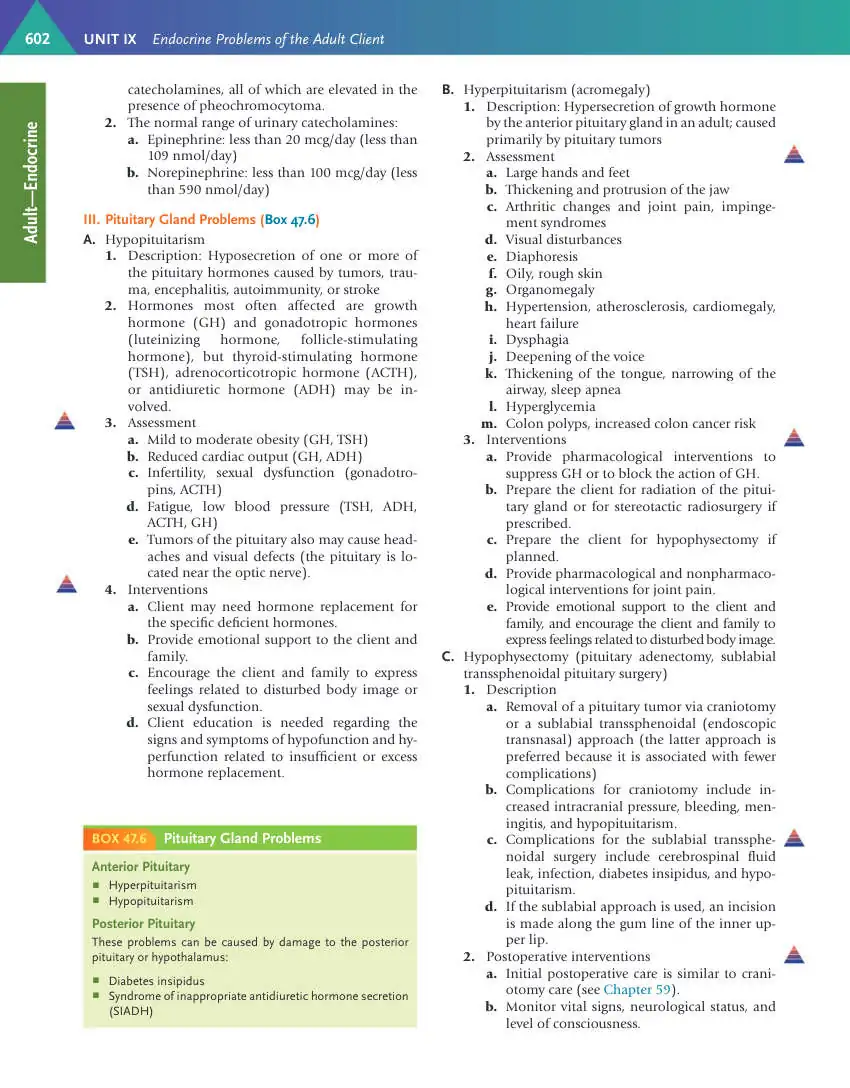 602
UNIT IX Endocrine Problems of the Adult Client
Adult—Endocrine
catecholamines, all of which are elevated in the
presence of pheochromocytoma.
2. The normal range of urinary catecholamines:
a. Epinephrine: less than 20 mcg/day (less than
109 nmol/day)
b. Norepinephrine: less than 100 mcg/day (less
than 590 nmol/day)
III. Pituitary Gland Problems (Box 47.6)
A. Hypopituitarism
1. Description: Hyposecretion of one or more of
the pituitary hormones caused by tumors, trau-
ma, encephalitis, autoimmunity, or stroke
2. Hormones most often affected are growth
hormone (GH) and gonadotropic hormones
(luteinizing hormone, follicle-stimulating
hormone), but thyroid-stimulating hormone
(TSH), adrenocorticotropic hormone (ACTH),
or antidiuretic hormone (ADH) may be in-
volved.
3. Assessment
a. Mild to moderate obesity (GH, TSH)
b. Reduced cardiac output (GH, ADH)
c. Infertility, sexual dysfunction (gonadotro-
pins, ACTH)
d. Fatigue, low blood pressure (TSH, ADH,
ACTH, GH)
e. Tumors of the pituitary also may cause head-
aches and visual defects (the pituitary is lo-
cated near the optic nerve).
4. Interventions
a. Client may need hormone replacement for
the specific deficient hormones.
b. Provide emotional support to the client and
family.
c. Encourage the client and family to express
feelings related to disturbed body image or
sexual dysfunction.
d. Client education is needed regarding the
signs and symptoms of hypofunction and hy-
perfunction related to insufficient or excess
hormone replacement.
BOX 47.6 Pituitary Gland Problems
Anterior Pituitary
■ Hyperpituitarism
■ Hypopituitarism
Posterior Pituitary
These problems can be caused by damage to the posterior
pituitary or hypothalamus:
■ Diabetes insipidus
■ Syndrome of inappropriate antidiuretic hormone secretion
(SIADH)
B. Hyperpituitarism (acromegaly)
1. Description: Hypersecretion of growth hormone
by the anterior pituitary gland in an adult; caused
primarily by pituitary tumors
2. Assessment
a. Large hands and feet
b. Thickening and protrusion of the jaw
c. Arthritic changes and joint pain, impinge-
ment syndromes
d. Visual disturbances
e. Diaphoresis
f. Oily, rough skin
g. Organomegaly
h. Hypertension, atherosclerosis, cardiomegaly,
heart failure
i. Dysphagia
j. Deepening of the voice
k. Thickening of the tongue, narrowing of the
airway, sleep apnea
l. Hyperglycemia
m. Colon polyps, increased colon cancer risk
3. Interventions
a. Provide pharmacological interventions to
suppress GH or to block the action of GH.
b. Prepare the client for radiation of the pitui-
tary gland or for stereotactic radiosurgery if
prescribed.
c. Prepare the client for hypophysectomy if
planned.
d. Provide pharmacological and nonpharmaco-
logical interventions for joint pain.
e. Provide emotional support to the client and
family, and encourage the client and family to
express feelings related to disturbed body image.
C. Hypophysectomy (pituitary adenectomy, sublabial
transsphenoidal pituitary surgery)
1. Description
a. Removal of a pituitary tumor via craniotomy
or a sublabial transsphenoidal (endoscopic
transnasal) approach (the latter approach is
preferred because it is associated with fewer
complications)
b. Complications for craniotomy include in-
creased intracranial pressure, bleeding, men-
ingitis, and hypopituitarism.
c. Complications for the sublabial transsphe-
noidal surgery include cerebrospinal fluid
leak, infection, diabetes insipidus, and hypo-
pituitarism.
d. If the sublabial approach is used, an incision
is made along the gum line of the inner up-
per lip.
2. Postoperative interventions
a. Initial postoperative care is similar to crani-
otomy care (see Chapter 59).
b. Monitor vital signs, neurological status, and
level of consciousness.